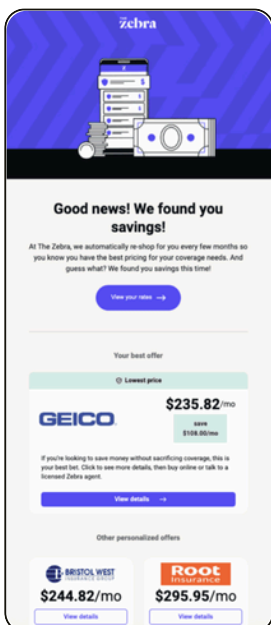 THE
Zebra
Good news! We found you
savings!
At The Zebra, we automatically re-shop for you every few months so
you know you have the best pricing for your coverage needs. And
guess what? We found you savings this time!
View your rates →
Your best offer
Lowest price
GEICO
$235.82/mo
save
$108.00/mo
If you're looking to save money without sacrificing coverage, this is
your best bet. Click to see more details, then buy online or talk to a
licensed Zebra agent.
View details →
Other personalized offers
BRISTOL WEST
INSURANCE GROUP
$244.82/mo
View details
Root
Insurance
$295.95/mo
View details